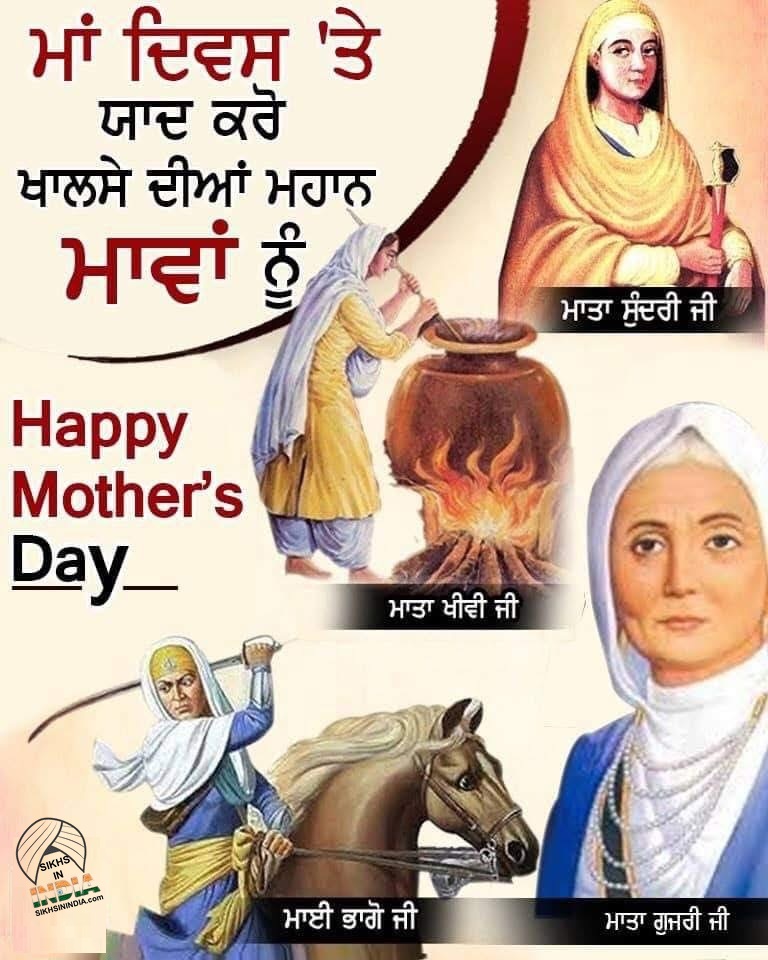 ਮਾਂ ਦਿਵਸ 'ਤੇ
ਯਾਦ ਕਰੋ
ਖਾਲਸੇ ਦੀਆਂ ਮਹਾਨ
ਮਾਵਾਂ ਨੂੰ
ਮਾਤਾ ਸੁੰਦਰੀ ਜੀ
Happy
Mother's
Day
ਮਾਤਾ ਖੀਵੀ ਜੀ
SIKHS
IN
INDIA
SIKHSININDIA.com
ਮਾਈ ਭਾਗੋ ਜੀ
ਮਾਤਾ ਗੁਜਰੀ ਜੀ